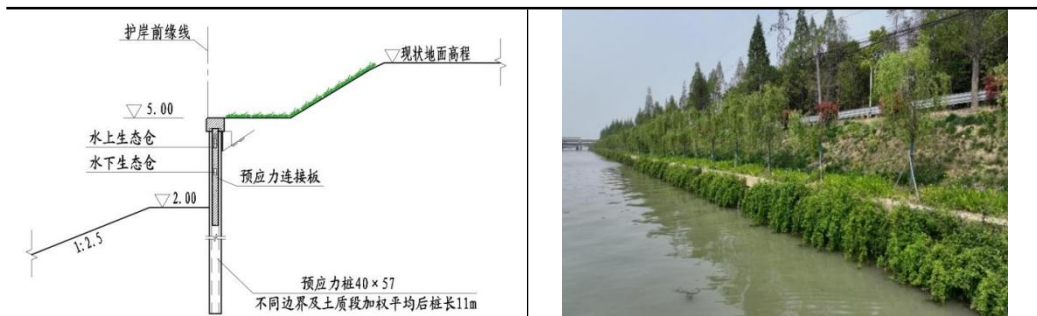 护岸前缘线
现状地面高程
5.00
水上生态仓
水下生态仓
预应力连接板
2.00
1:2.5
预应力桩40×57
不同边界及土质段加权平均后桩长11m